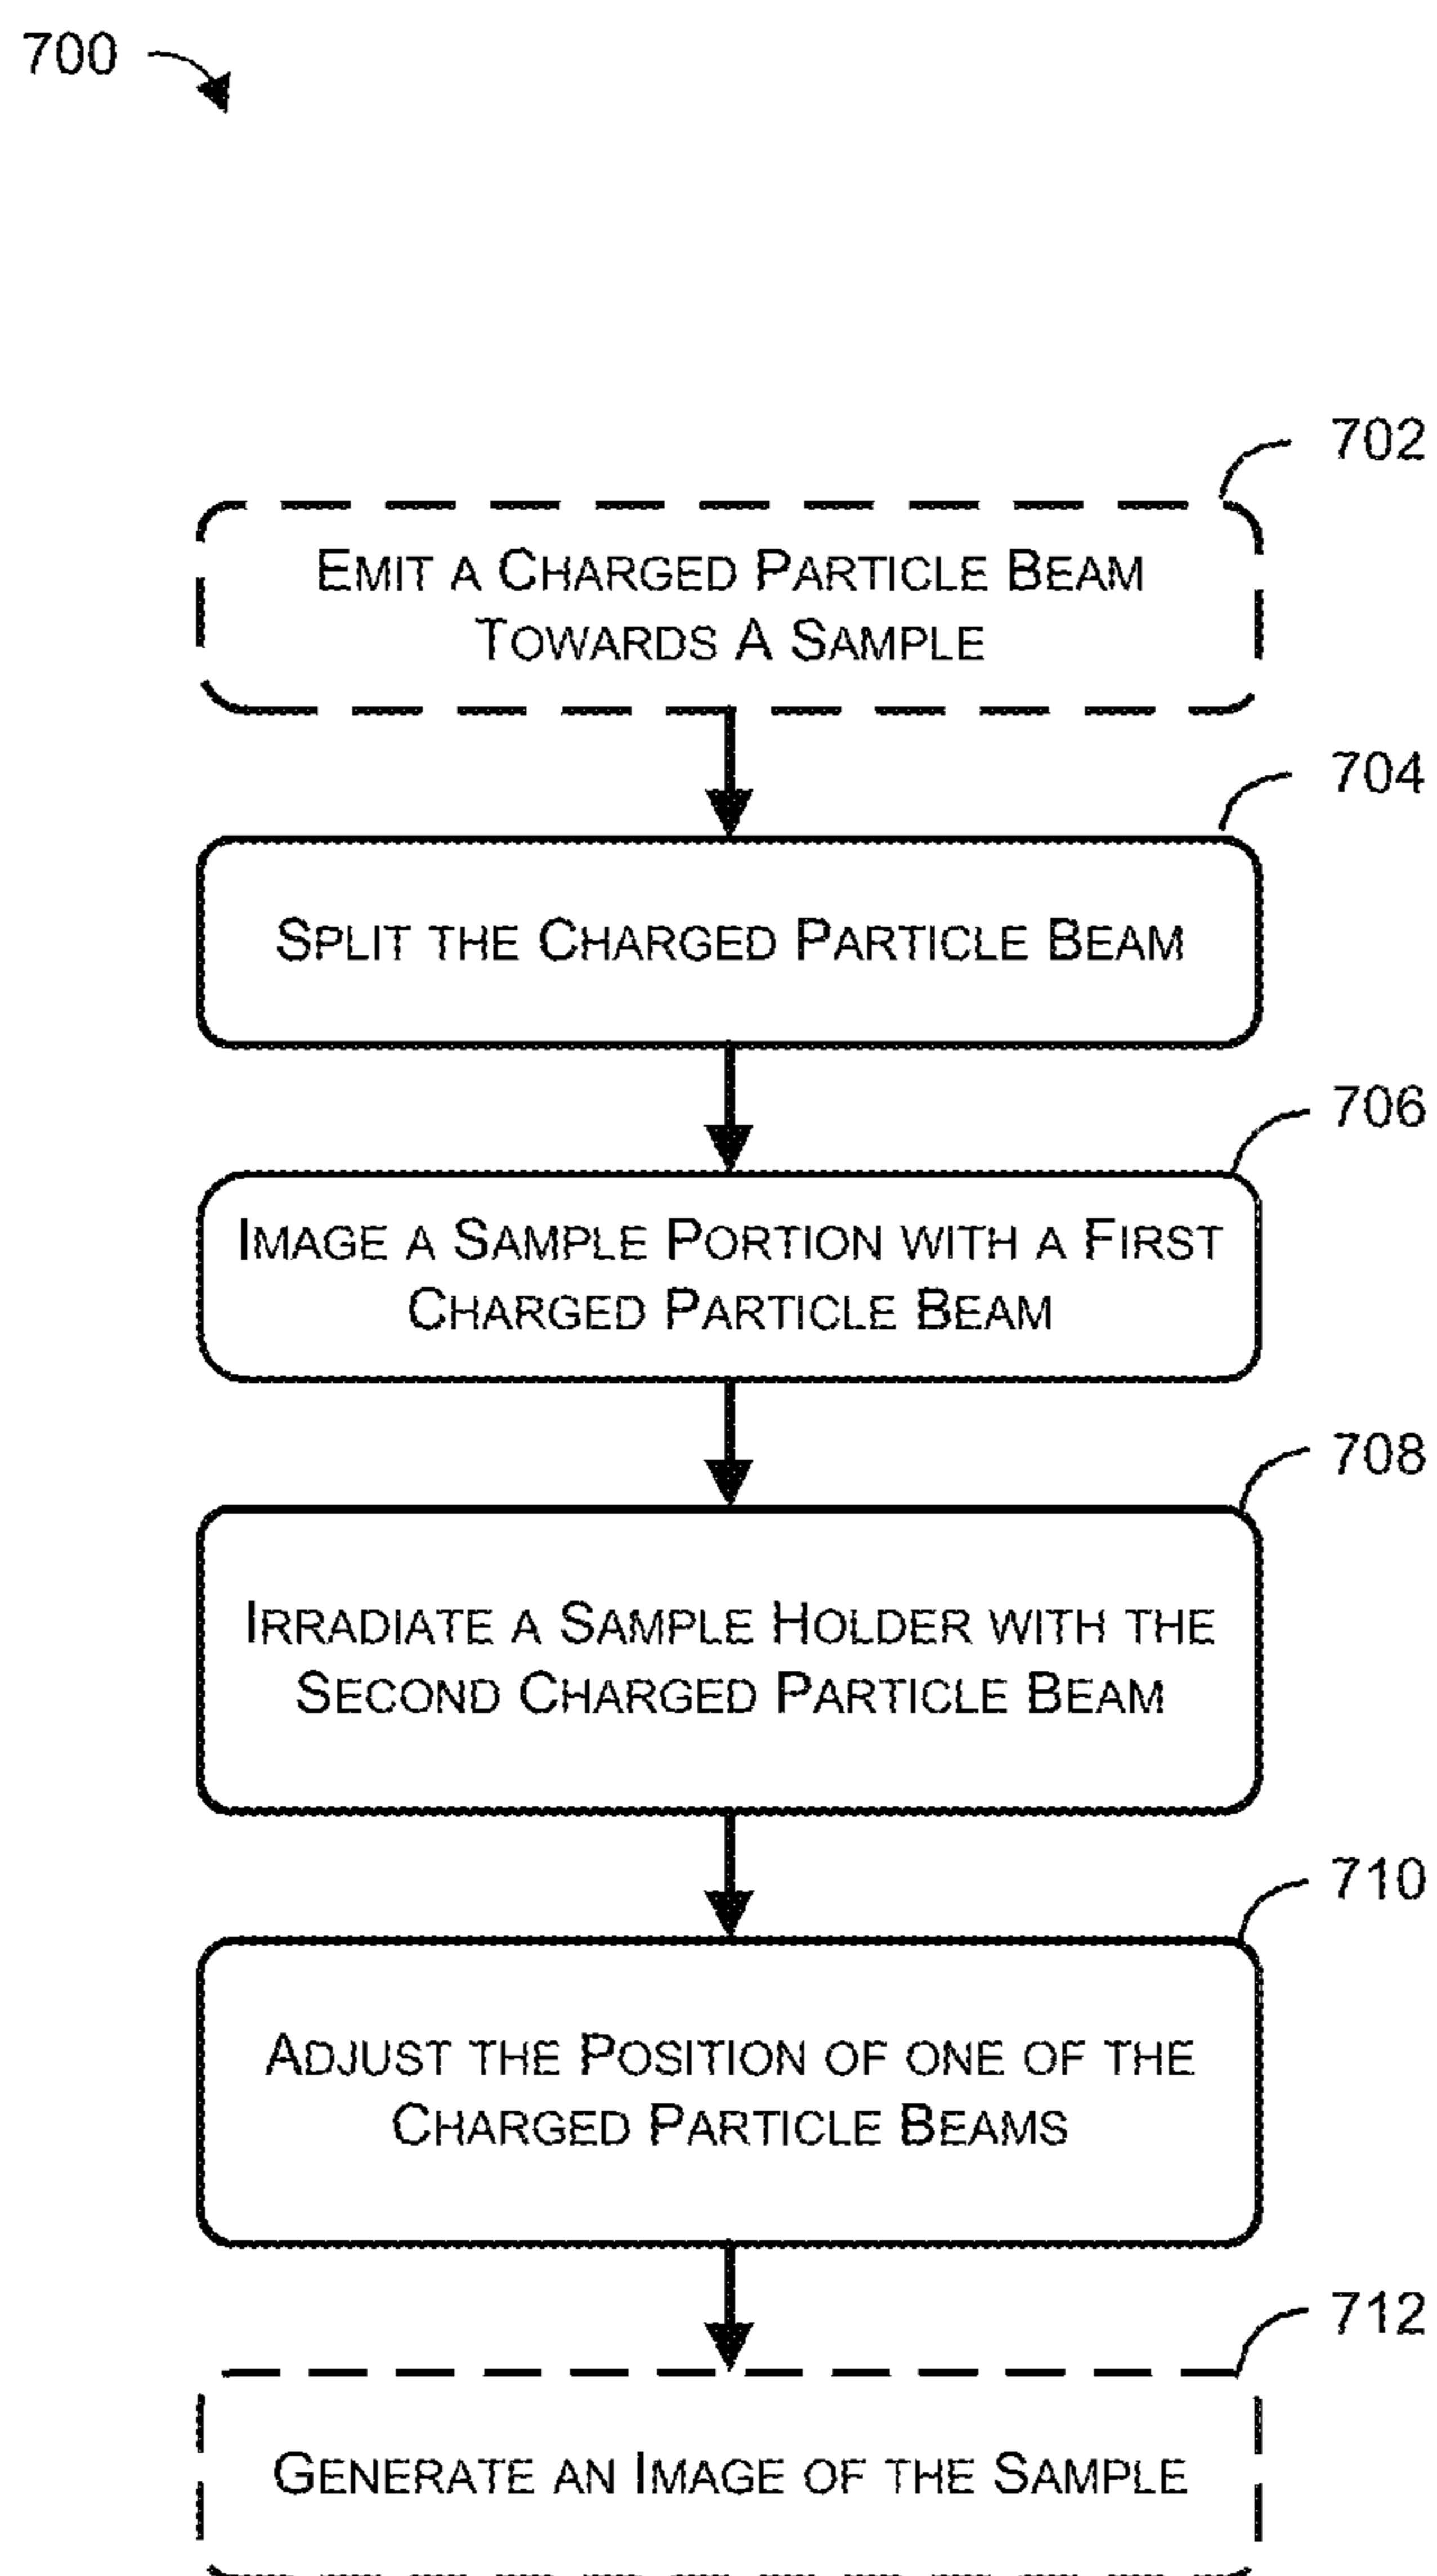 700
702
EMIT A CHARGED PARTICLE BEAM
TOWARDS A SAMPLE
704
SPLIT THE CHARGED PARTICLE BEAM
706
IMAGE A SAMPLE PORTION WITH A FIRST
CHARGED PARTICLE BEAM
708
IRRADIATE A SAMPLE HOLDER WITH THE
SECOND CHARGED PARTICLE BEAM
710
ADJUST THE POSITION OF ONE OF THE
CHARGED PARTICLE BEAMS
712
GENERATE AN IMAGE OF THE SAMPLE